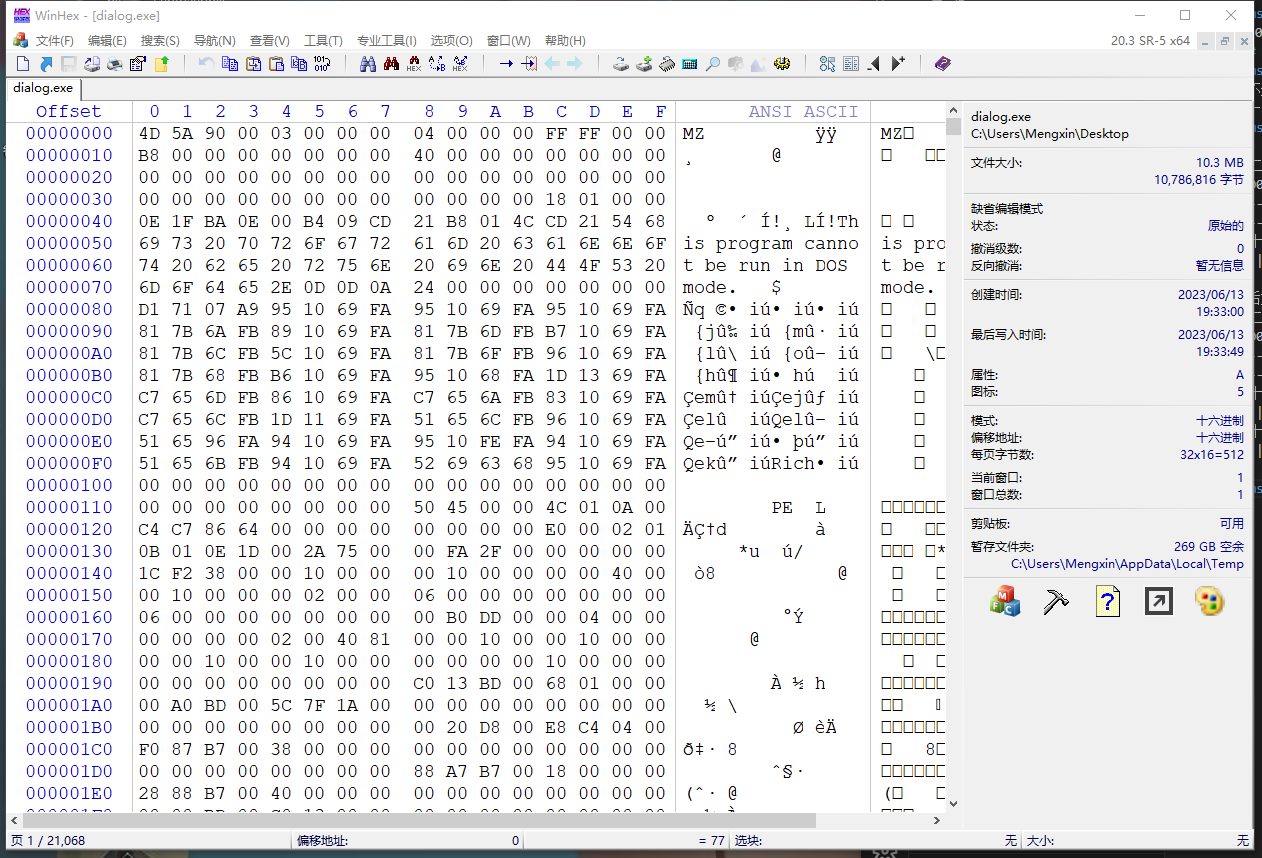 WinHex - [dialog.exe]
文件(F) 编辑(E) 搜索(S) 导航(N) 查看(V) 工具(T) 专业工具(I) 选项(O) 窗口(W) 帮助(H) 20.3 SR-5 x64
dialog.exe
Offset 0 1 2 3 4 5 6 7 8 9 A B C D E F ANSI ASCII
00000000 4D 5A 90 00 03 00 00 00 04 00 00 00 FF FF 00 00 MZ ÿÿ MZ□
00000010 B8 00 00 00 00 00 00 00 40 00 00 00 00 00 00 00 ¸ @
00000020 00 00 00 00 00 00 00 00 00 00 00 00 00 00 00 00
00000030 00 00 00 00 00 00 00 00 00 00 00 00 18 01 00 00
00000040 0E 1F BA 0E 00 B4 09 CD 21 B8 01 4C CD 21 54 68 º ´ Í!¸ LÍ!Th
00000050 69 73 20 70 72 6F 67 72 61 6D 20 63 61 6E 6E 6F is program canno is pro
00000060 74 20 62 65 20 72 75 6E 20 69 6E 20 44 4F 53 20 t be run in DOS t be r
00000070 6D 6F 64 65 2E 0D 0D 0A 24 00 00 00 00 00 00 00 mode. $ mode.
00000080 D1 71 07 A9 95 10 69 FA 95 10 69 FA 95 10 69 FA Ñq ©• iú• iú• iú
00000090 81 7B 6A FB 89 10 69 FA 81 7B 6D FB B7 10 69 FA {jû‰ iú {mû· iú
000000A0 81 7B 6C FB 5C 10 69 FA 81 7B 6F FB 96 10 69 FA {lû\ iú {oû– iú \
000000B0 81 7B 68 FB B6 10 69 FA 95 10 68 FA 1D 13 69 FA {hû¶ iú• hú iú
000000C0 C7 65 6D FB 86 10 69 FA C7 65 6A FB 83 10 69 FA Çemû† iúÇejûƒ iú
000000D0 C7 65 6C FB 1D 11 69 FA 51 65 6C FB 96 10 69 FA Çelû iúQelû– iú
000000E0 51 65 96 FA 94 10 69 FA 95 10 FE FA 94 10 69 FA Qe–ú” iú• þú” iú
000000F0 51 65 6B FB 94 10 69 FA 52 69 63 68 95 10 69 FA Qekû” iúRich• iú
00000100 00 00 00 00 00 00 00 00 00 00 00 00 00 00 00 00
00000110 00 00 00 00 00 00 00 00 50 45 00 00 4C 01 0A 00 PE L
00000120 C4 C7 86 64 00 00 00 00 00 00 00 00 E0 00 02 01 ÄÇ†d à
00000130 0B 01 0E 1D 00 2A 75 00 00 FA 2F 00 00 00 00 00 *u ú/ *
00000140 1C F2 38 00 00 10 00 00 00 10 00 00 00 00 40 00 ò8 @
00000150 00 10 00 00 00 02 00 00 06 00 00 00 00 00 00 00
00000160 06 00 00 00 00 00 00 00 00 B0 DD 00 00 04 00 00 °Ý
00000170 00 00 00 00 02 00 40 81 00 00 10 00 00 10 00 00 @
00000180 00 00 10 00 00 10 00 00 00 00 00 00 10 00 00 00
00000190 00 00 00 00 00 00 00 00 C0 13 BD 00 68 01 00 00 À ½ h
000001A0 00 A0 BD 00 5C 7F 1A 00 00 00 00 00 00 00 00 00 ½ \
000001B0 00 00 00 00 00 00 00 00 00 20 D8 00 E8 C4 04 00 Ø èÄ
000001C0 F0 87 B7 00 38 00 00 00 00 00 00 00 00 00 00 00 ð‡· 8 8
000001D0 00 00 00 00 00 00 00 00 88 A7 B7 00 18 00 00 00 ˆ§·
000001E0 28 88 B7 00 40 00 00 00 00 00 00 00 00 00 00 00 (ˆ· @ (
dialog.exe
C:\Users\Mengxin\Desktop
文件大小: 10.3 MB
10,786,816 字节
缺省编辑模式
状态: 原始的
撤消级数: 0
反向撤消: 暂无信息
创建时间: 2023/06/13
19:33:00
最后写入时间: 2023/06/13
19:33:49
属性: A
图标: 5
模式: 十六进制
偏移地址: 十六进制
每页字节数: 32x16=512
当前窗口: 1
窗口总数: 1
剪贴板: 可用
暂存文件夹: 269 GB 空余
C:\Users\Mengxin\AppData\Local\Temp
页 1 / 21,068 偏移地址: 0 = 77 选块: 无 大小: 无